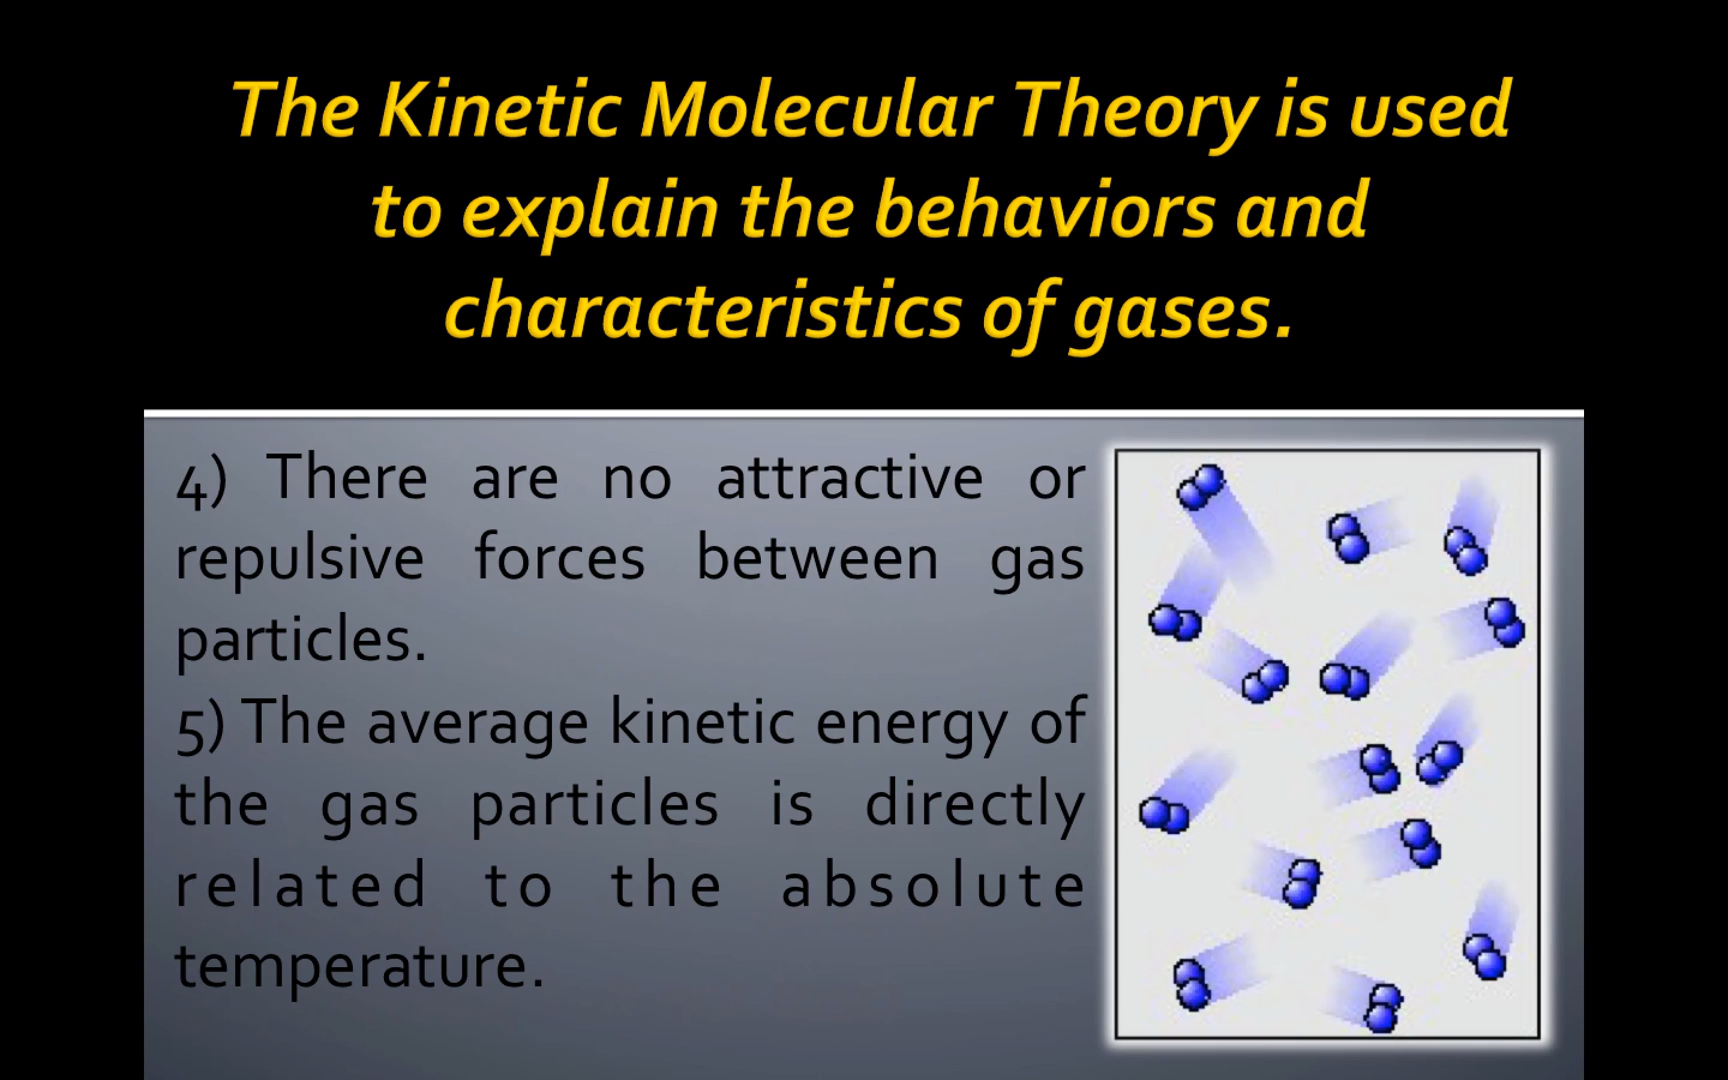 The Kinetic Molecular Theory is used
to explain the behaviors and
characteristics of gases.
4) There are no attractive or
repulsive forces between gas
particles.
5) The average kinetic energy of
the gas particles is directly
related to the absolute
temperature.